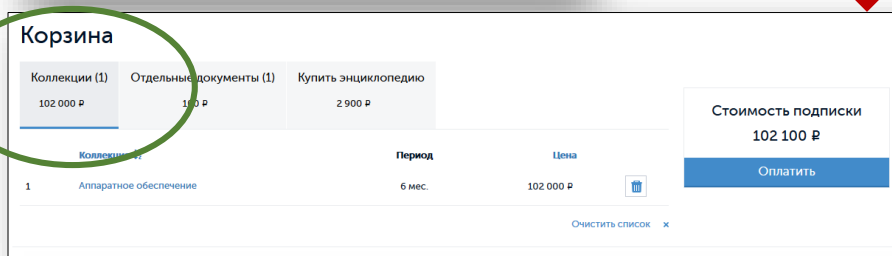 Корзина
Коллекции (1) Отдельные документы (1) Купить энциклопедию
102 000 ₽ 100 ₽ 2 900 ₽
Стоимость подписки
102 100 ₽
Оплатить
Коллекция Период Цена
1 Аппаратное обеспечение 6 мес. 102 000 ₽
Очистить список ×